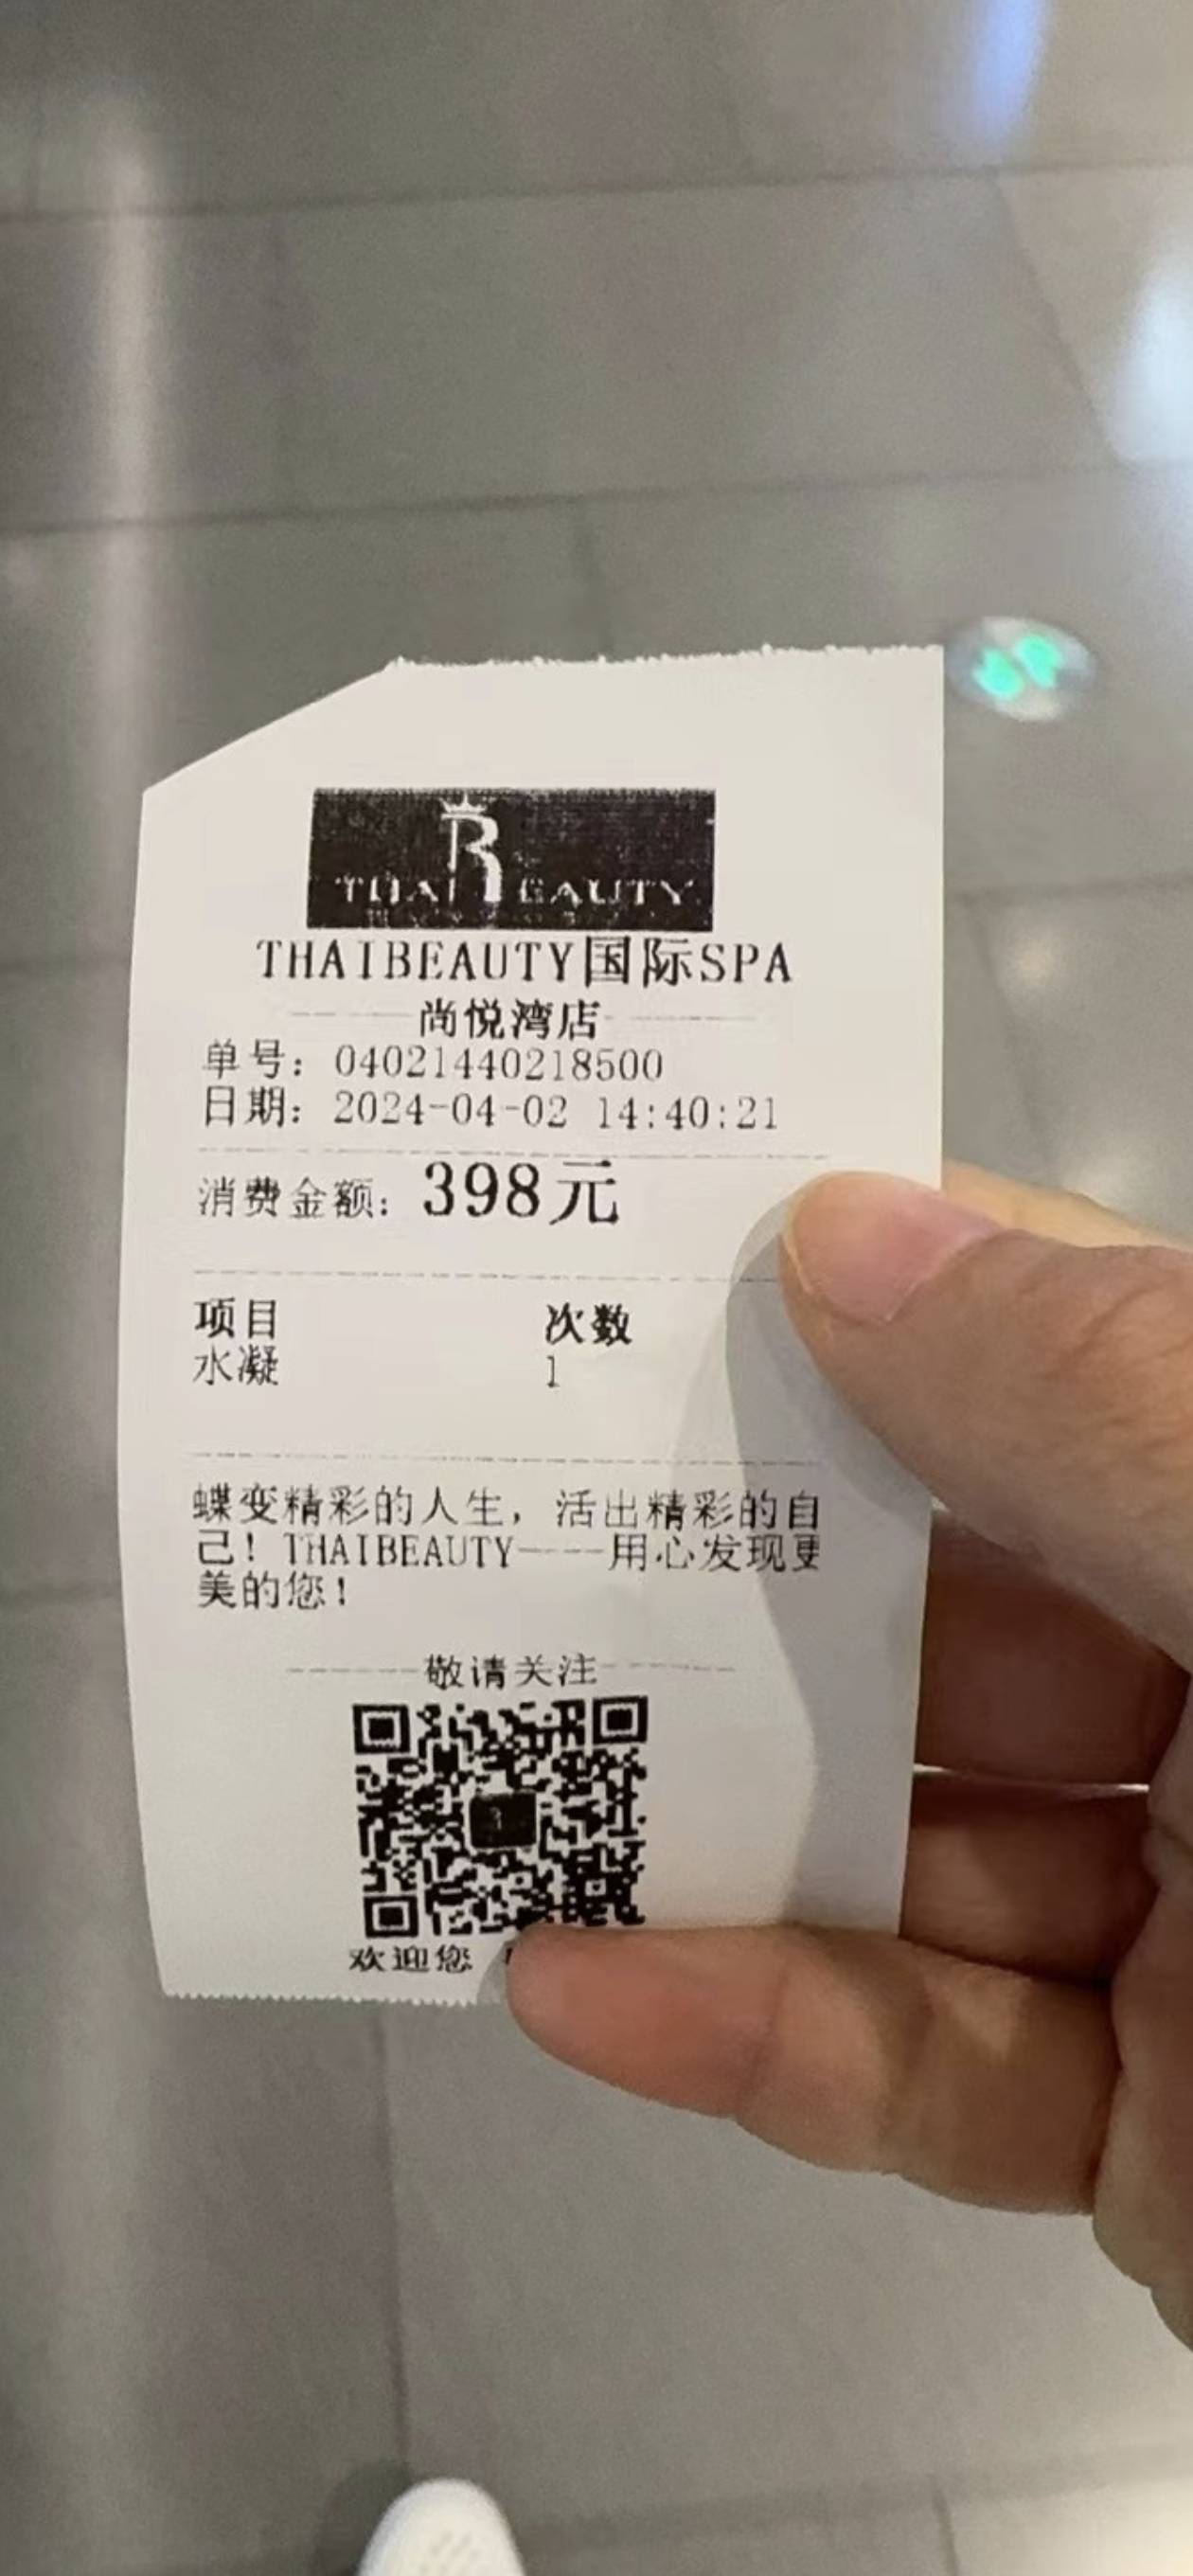 THAI BEAUTY
THAIBEAUTY国际SPA
尚悦湾店
单号：04021440218500
日期：2024-04-02 14:40:21
消费金额：398元
项目 次数
水凝 1
蝶变精彩的人生，活出精彩的自
己！THAIBEAUTY——用心发现更
美的您！
敬请关注
欢迎您